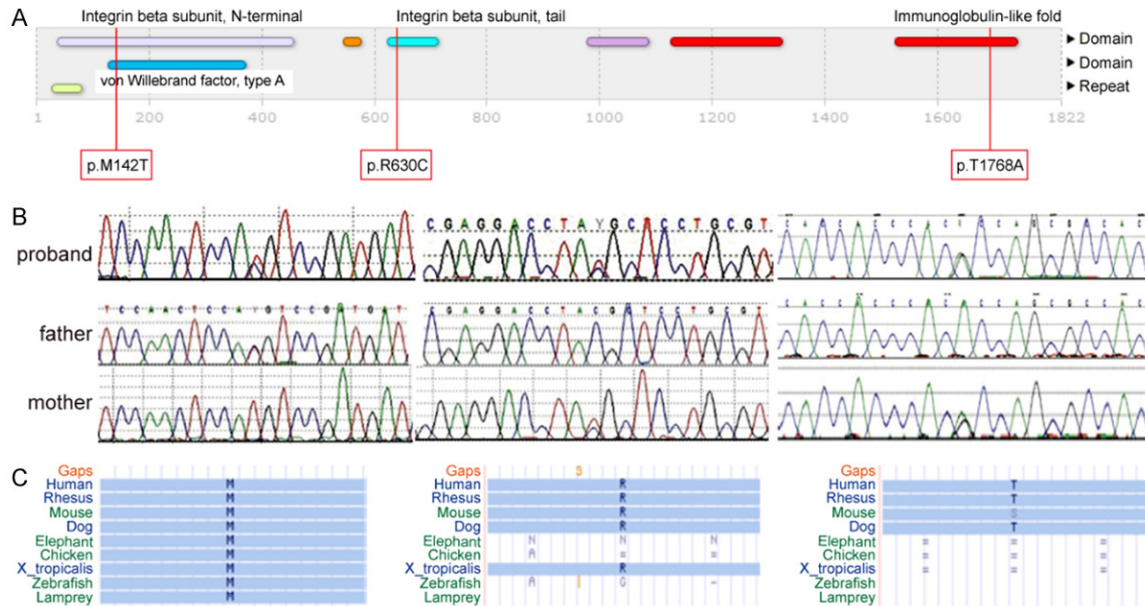 A
Integrin beta subunit, N-terminal
Integrin beta subunit, tail
Immunoglobulin-like fold
▶ Domain
▶ Domain
von Willebrand factor, type A
▶ Repeat
1 200 400 600 800 1000 1200 1400 1600 1822
p.M142T
p.R630C
p.T1768A
B
proband
C G A G G A C C T A Y G C A C C T G C G T
father
T C C A A C T C C A Y G T C C G A T G A T
mother
C
Gaps
Human M
Rhesus M
Mouse M
Dog M
Elephant M
Chicken M
X_tropicalis M
Zebrafish M
Lamprey M
Gaps
Human R
Rhesus R
Mouse R
Dog R
Elephant N N N
Chicken A = =
X_tropicalis R
Zebrafish A I G -
Lamprey
Gaps
Human T
Rhesus T
Mouse S
Dog T
Elephant = = =
Chicken = = =
X_tropicalis = = =
Zebrafish
Lamprey